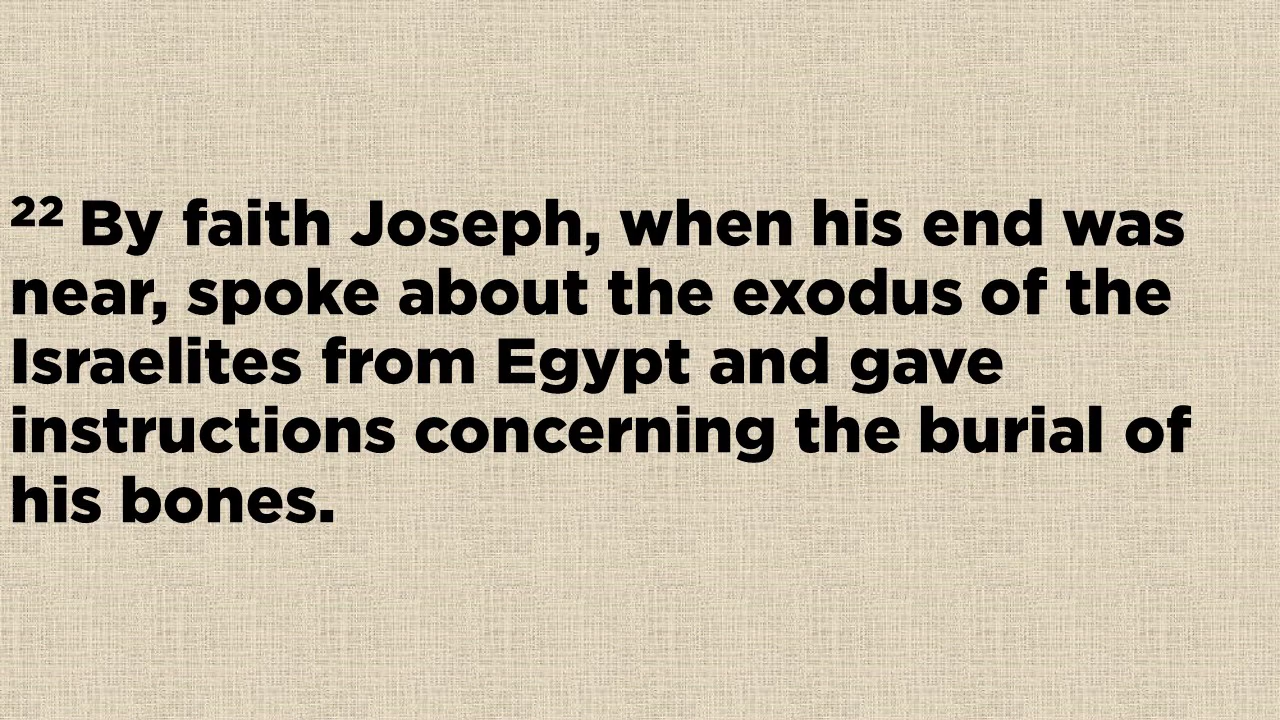 22 By faith Joseph, when his end was
near, spoke about the exodus of the
Israelites from Egypt and gave
instructions concerning the burial of
his bones.